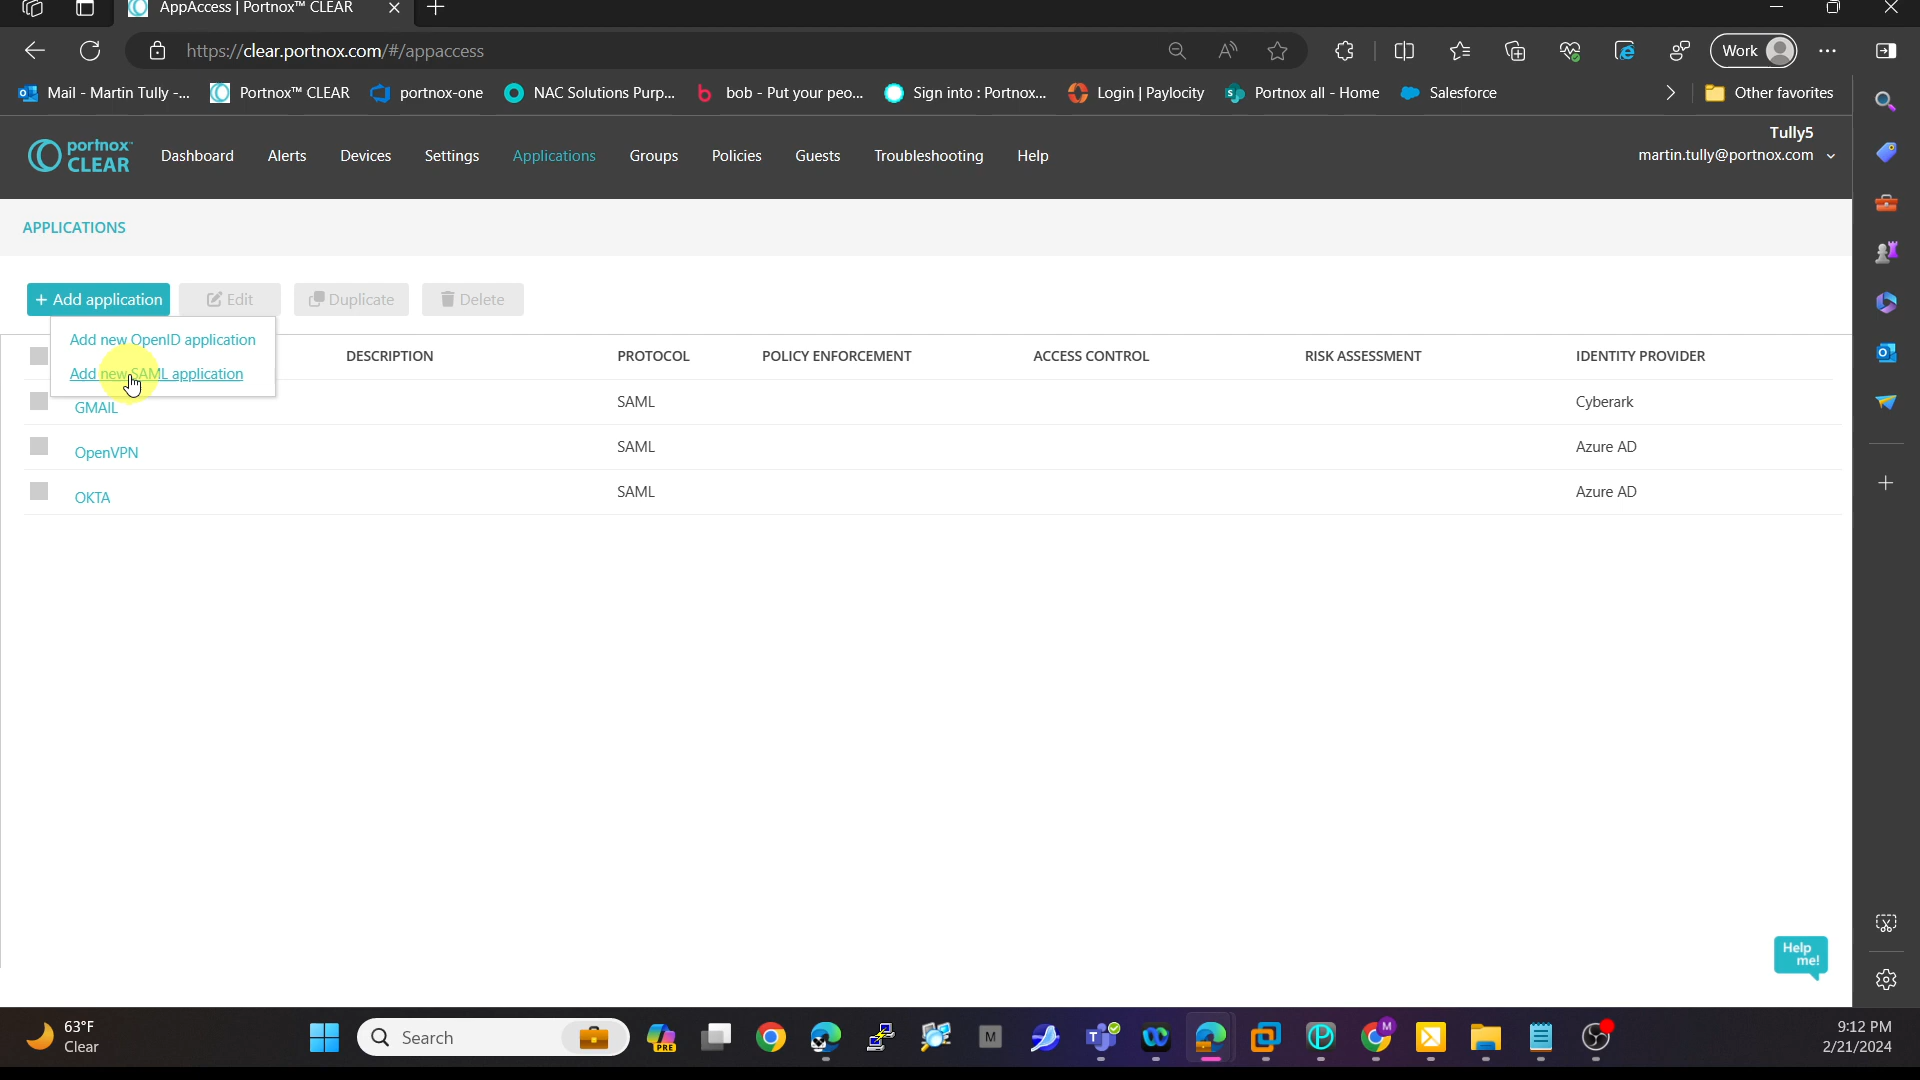 AppAccess | Portnox™ CLEAR
https://clear.portnox.com/#/appaccess
Work
Mail - Martin Tully -... Portnox™ CLEAR portnox-one NAC Solutions Purp... bob - Put your peo... Sign into : Portnox... Login | Paylocity Portnox all - Home Salesforce Other favorites
portnox™ CLEAR
Dashboard Alerts Devices Settings Applications Groups Policies Guests Troubleshooting Help
Tully5
martin.tully@portnox.com
APPLICATIONS
+ Add application Edit Duplicate Delete
Add new OpenID application
Add new SAML application
DESCRIPTION PROTOCOL POLICY ENFORCEMENT ACCESS CONTROL RISK ASSESSMENT IDENTITY PROVIDER
GMAIL SAML Cyberark
OpenVPN SAML Azure AD
OKTA SAML Azure AD
Help
me!
63°F
Clear
Search
PRE
M
M
9:12 PM
2/21/2024